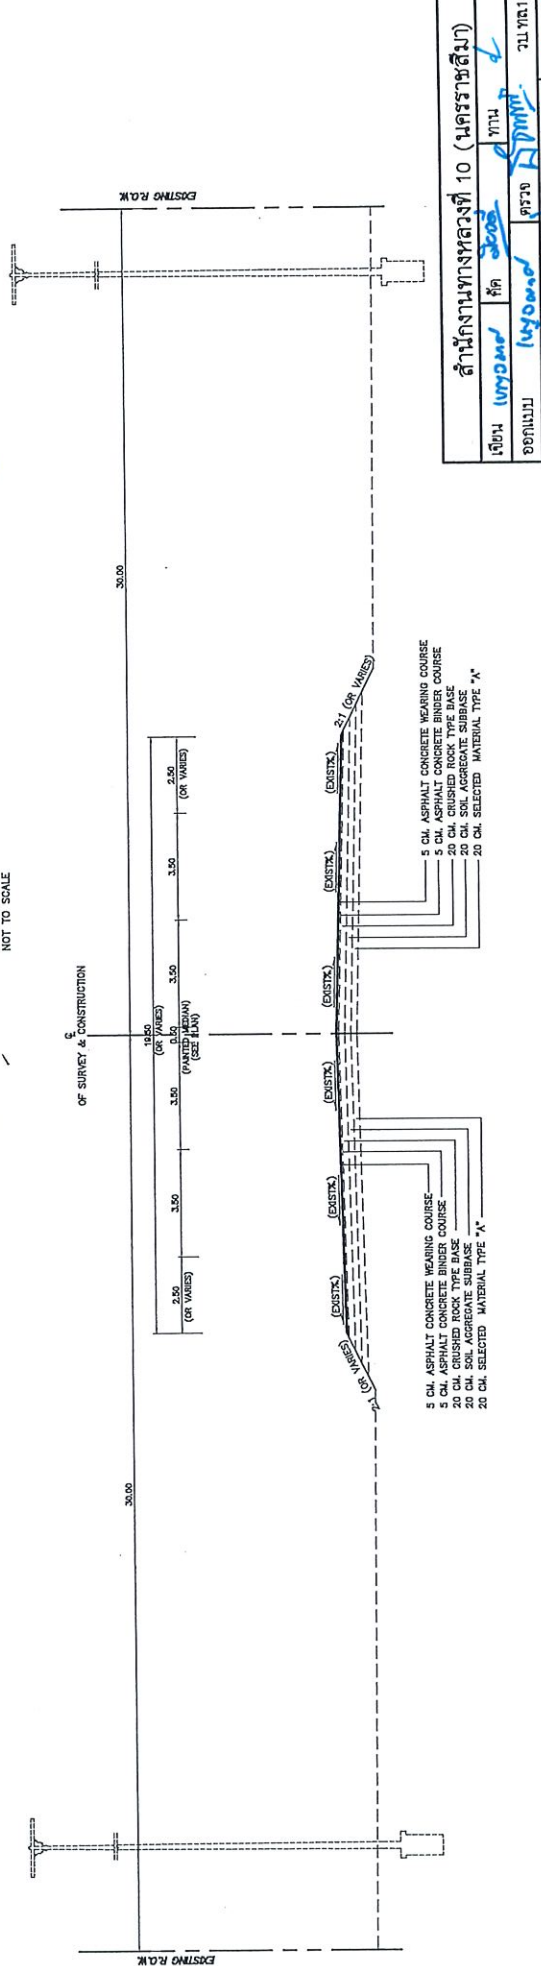 NOT TO SCALE
℄
OF SURVEY & CONSTRUCTION
EXISTING R.O.W.
30.00
30.00
EXISTING R.O.W.
19.50
(OR VARIES)
2.50
(OR VARIES)
3.50
3.50
0.50
(PAINTED MEDIAN)
(SEE PLAN)
3.50
3.50
2.50
(OR VARIES)
2:1 (OR VARIES)
(EXIST%)
(EXIST%)
(EXIST%)
(EXIST%)
(EXIST%)
(EXIST%)
2:1 (OR VARIES)
5 CM. ASPHALT CONCRETE WEARING COURSE
5 CM. ASPHALT CONCRETE BINDER COURSE
20 CM. CRUSHED ROCK TYPE BASE
20 CM. SOIL AGGREGATE SUBBASE
20 CM. SELECTED MATERIAL TYPE "A"
5 CM. ASPHALT CONCRETE WEARING COURSE
5 CM. ASPHALT CONCRETE BINDER COURSE
20 CM. CRUSHED ROCK TYPE BASE
20 CM. SOIL AGGREGATE SUBBASE
20 CM. SELECTED MATERIAL TYPE "A"
สำนักงานทางหลวงที่ 10 (นครราชสีมา)
เขียน คัด ทาน
ออกแบบ ตรวจ